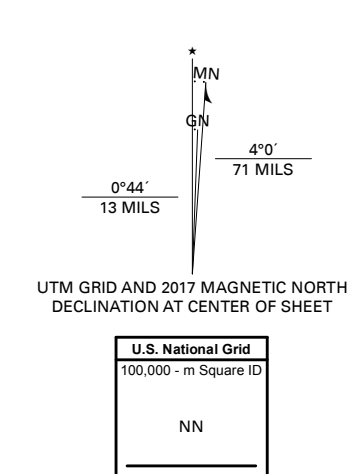 ★
MN
GN
4°0´
71 MILS
0°44´
13 MILS
UTM GRID AND 2017 MAGNETIC NORTH
DECLINATION AT CENTER OF SHEET
U.S. National Grid
100,000 - m Square ID
NN